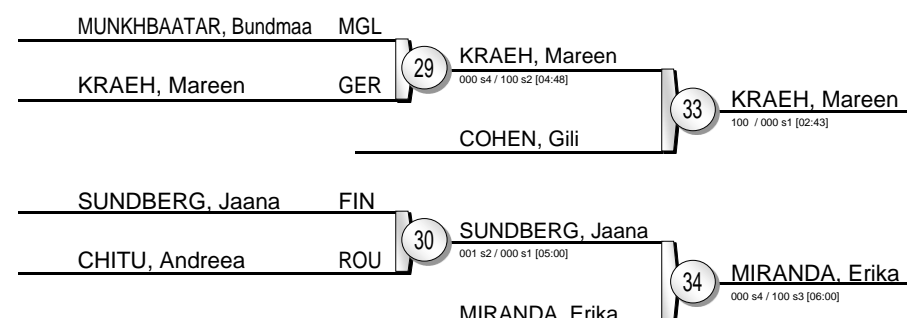 MUNKHBAATAR, Bundmaa MGL
29
KRAEH, Mareen
000 s4 / 100 s2 [04:48]
KRAEH, Mareen GER
33
KRAEH, Mareen
100 / 000 s1 [02:43]
COHEN, Gili
SUNDBERG, Jaana FIN
30
SUNDBERG, Jaana
001 s2 / 000 s1 [05:00]
CHITU, Andreea ROU
34
MIRANDA, Erika
000 s4 / 100 s3 [06:00]
MIRANDA, Erika